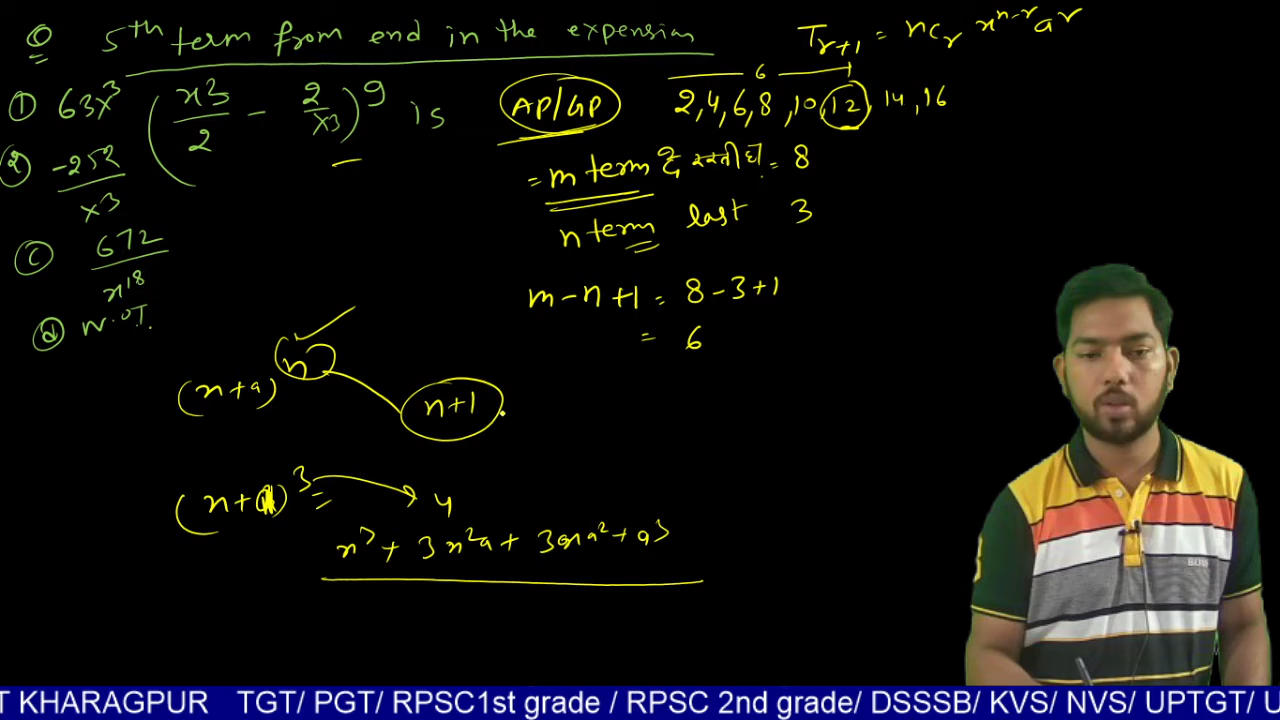 Q 5th term from end in the expension
① 63x³ (x³/2 - 2/x³)⁹ is
② -252/x³
ⓒ 672/x¹⁸
ⓓ N.O.T.
Tr+1 = ncr x^n-r a^r
6
AP/GP 2,4,6,8,10,12,14,16
= m term = 8
n term last 3
m-n+1 = 8-3+1
= 6
(x+a)^n n+1
(x+a)³ = 4
x³ + 3x²a + 3xa² + a³
BOSS
T KHARAGPUR TGT/ PGT/ RPSC1st grade / RPSC 2nd grade/ DSSSB/ KVS/ NVS/ UPTGT/ U